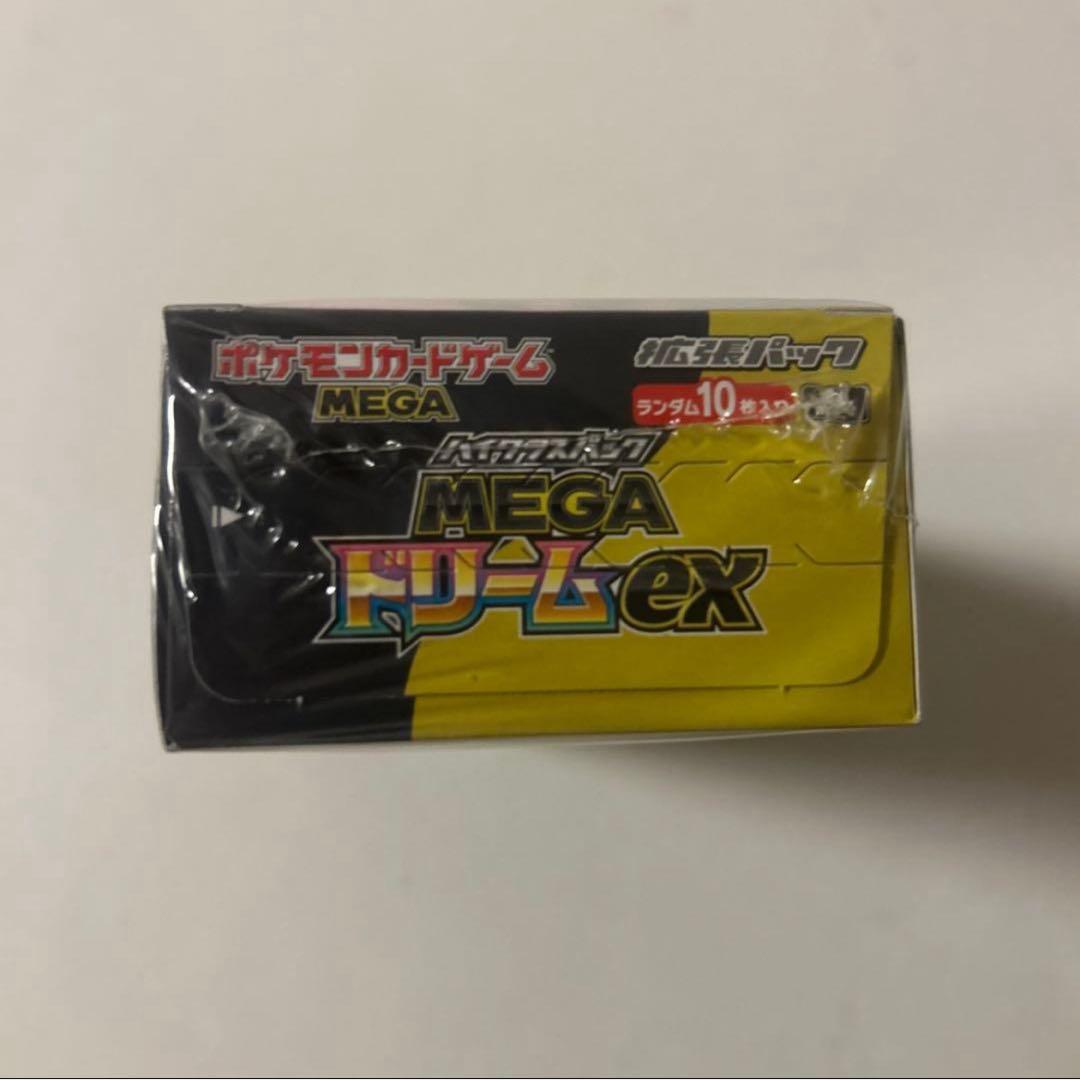 ポケモンカードゲーム
MEGA
拡張パック
ランダム10枚入り
ハイクラスパック
MEGA
ドリームex